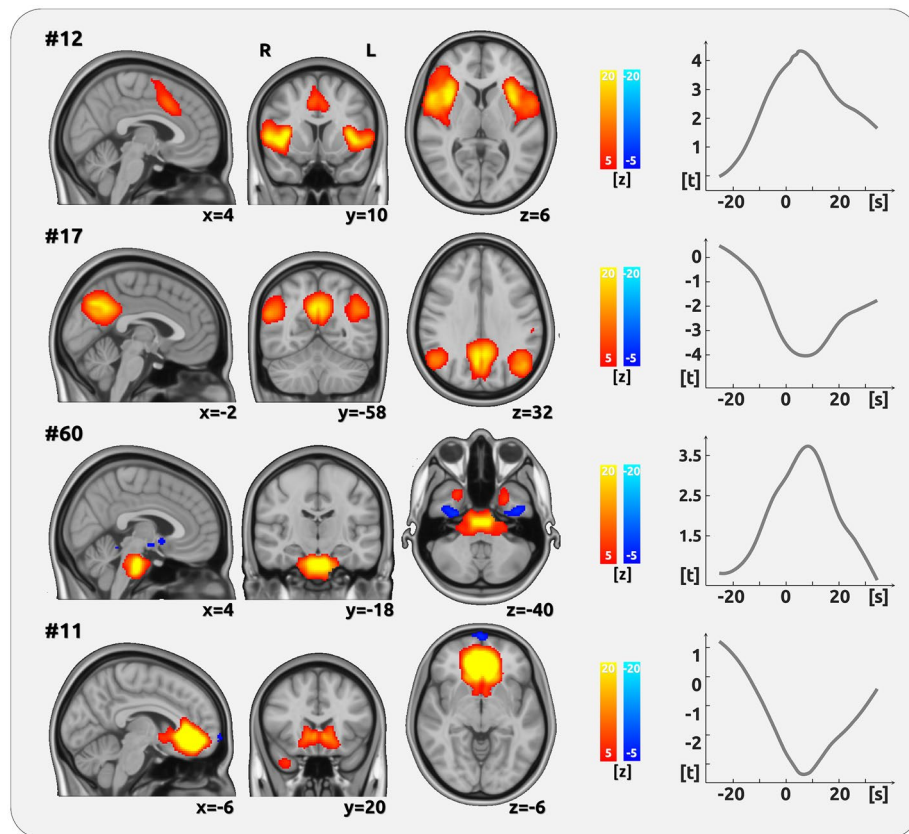 #12
R L
x=4 y=10 z=6
20 -20
5 -5
[z]
4
3
2
1
[t]
-20 0 20 [s]
#17
x=-2 y=-58 z=32
20 -20
5 -5
[z]
0
-1
-2
-3
-4
[t]
-20 0 20 [s]
#60
x=4 y=-18 z=-40
20 -20
5 -5
[z]
3.5
2.5
1.5
[t]
-20 0 20 [s]
#11
x=-6 y=20 z=-6
20 -20
5 -5
[z]
1
0
-1
-2
[t]
-20 0 20 [s]